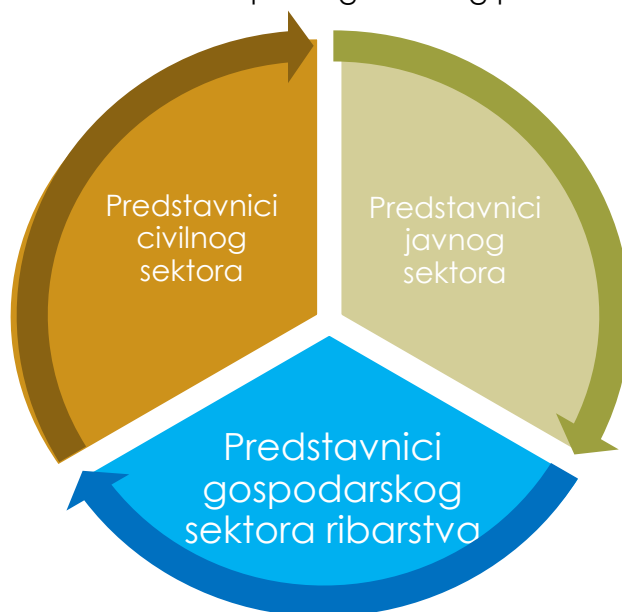 Predstavnici
civilnog
sektora
Predstavnici
javnog
sektora
Predstavnici
gospodarskog
sektora ribarstva